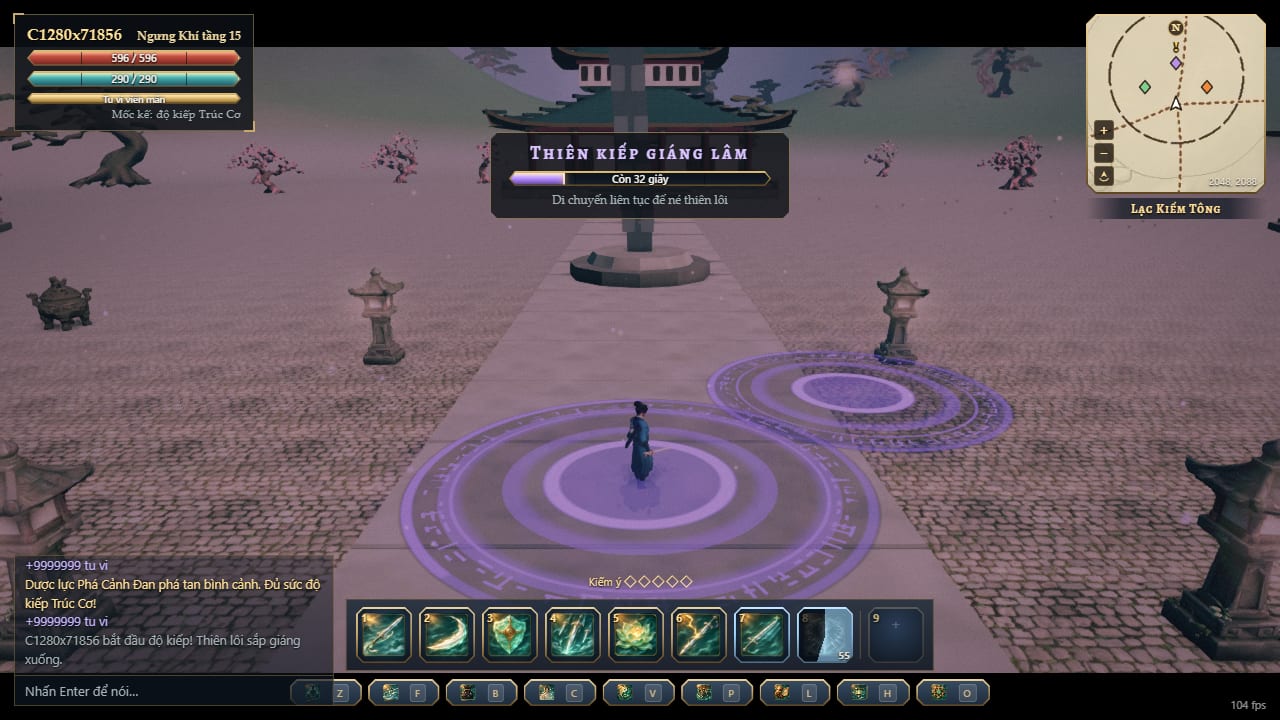 C1280x71856 Ngưng Khí tầng 15
596 / 596
290 / 290
Tu vi viên mãn
Mốc kế: độ kiếp Trúc Cơ
Thiên kiếp giáng lâm
Còn 32 giây
Di chuyển liên tục để né thiên lôi
N
+
−
2048, 2088
Lạc Kiếm Tông
+9999999 tu vi
Dược lực Phá Cảnh Đan phá tan bình cảnh. Đủ sức độ
kiếp Trúc Cơ!
+9999999 tu vi
C1280x71856 bắt đầu độ kiếp! Thiên lôi sắp giáng
xuống.
Nhấn Enter để nói...
Kiếm ý
1 2 3 4 5 6 7 8 9
55
+
Z F B C V P L H O
104 fps